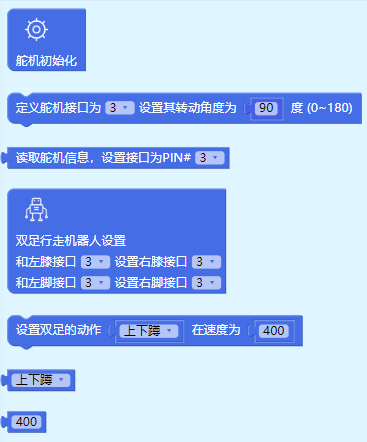 舵机初始化
定义舵机接口为 3 设置其转动角度为 90 度 (0~180)
读取舵机信息，设置接口为PIN# 3
双足行走机器人设置
和左膝接口 3 设置右膝接口 3
和左脚接口 3 设置右脚接口 3
设置双足的动作 上下蹲 在速度为 400
上下蹲
400